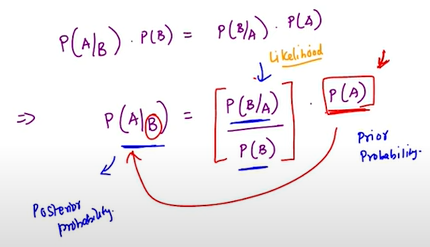 P(A/B) . P(B) = P(B/A) . P(A)
Likelihood
⇒ P(A/B) = [P(B/A) / P(B)] . P(A)
Prior
Probability.
Posterior
probability.